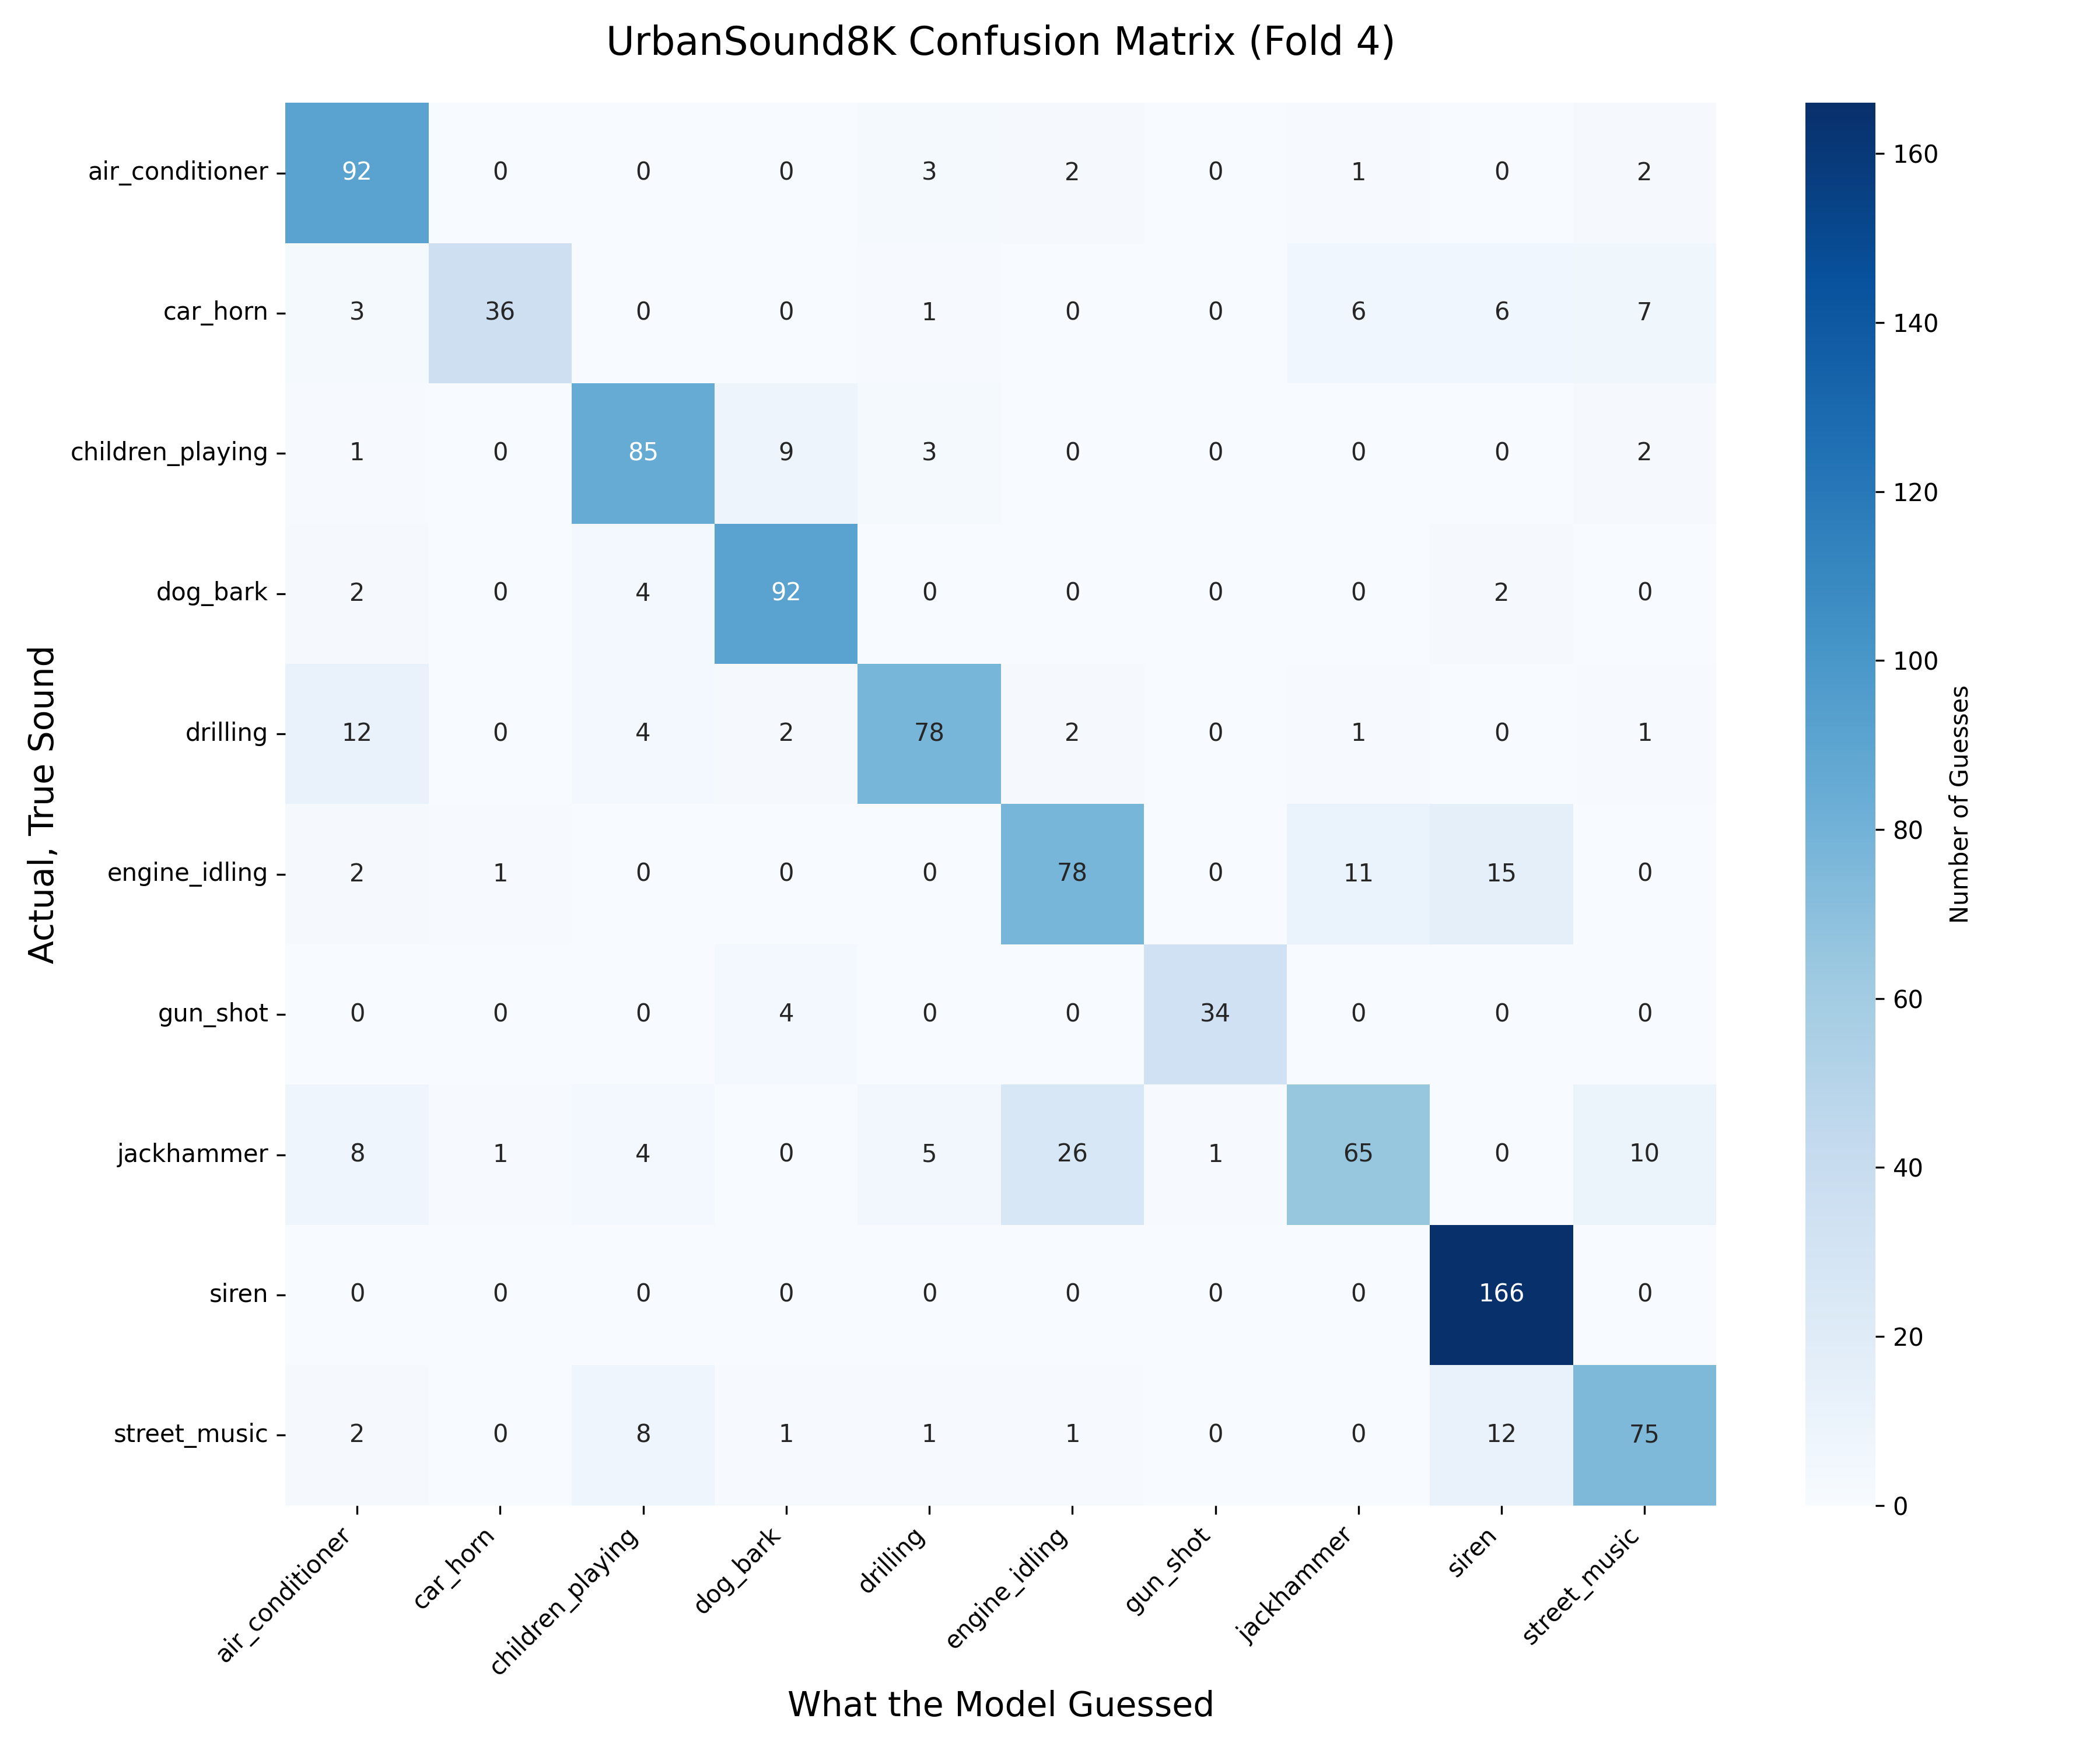 UrbanSound8K Confusion Matrix (Fold 4)
air_conditioner 92 0 0 0 3 2 0 1 0 2
car_horn 3 36 0 0 1 0 0 6 6 7
children_playing 1 0 85 9 3 0 0 0 0 2
dog_bark 2 0 4 92 0 0 0 0 2 0
drilling 12 0 4 2 78 2 0 1 0 1
engine_idling 2 1 0 0 0 78 0 11 15 0
gun_shot 0 0 0 4 0 0 34 0 0 0
jackhammer 8 1 4 0 5 26 1 65 0 10
siren 0 0 0 0 0 0 0 0 166 0
street_music 2 0 8 1 1 1 0 0 12 75
air_conditioner car_horn children_playing dog_bark drilling engine_idling gun_shot jackhammer siren street_music
What the Model Guessed
Actual, True Sound
160
140
120
100
80
60
40
20
0
Number of Guesses